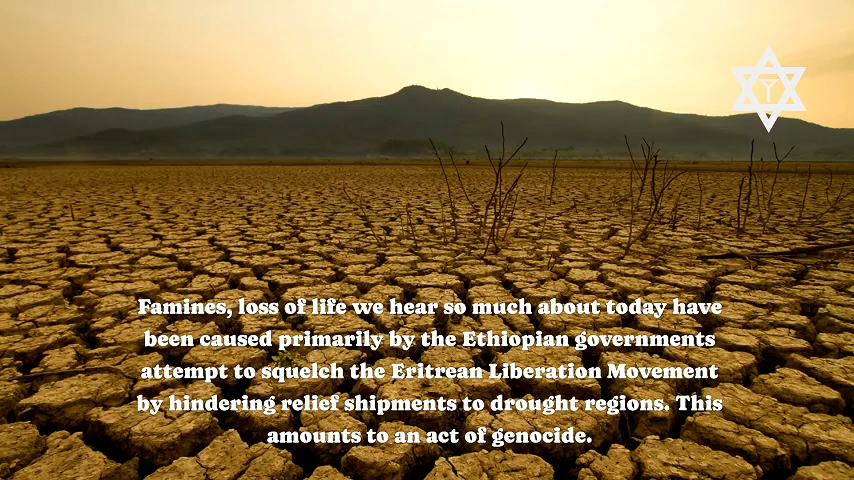 Famines, loss of life we hear so much about today have
been caused primarily by the Ethiopian governments
attempt to squelch the Eritrean Liberation Movement
by hindering relief shipments to drought regions. This
amounts to an act of genocide.